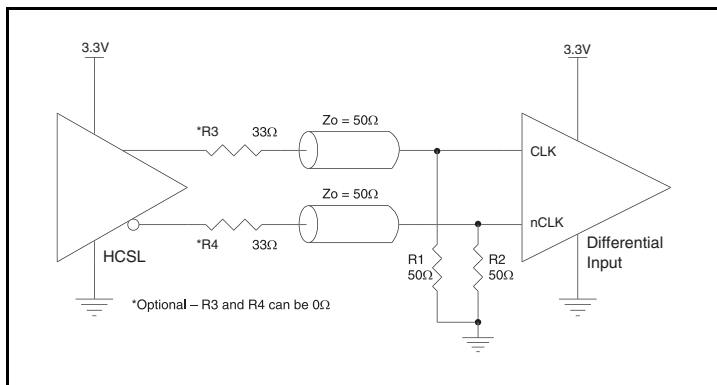 3.3V
3.3V
*R3 33Ω
Zo = 50Ω
CLK
Zo = 50Ω
nCLK
*R4 33Ω
HCSL
Differential
Input
R1
50Ω
R2
50Ω
*Optional – R3 and R4 can be 0Ω